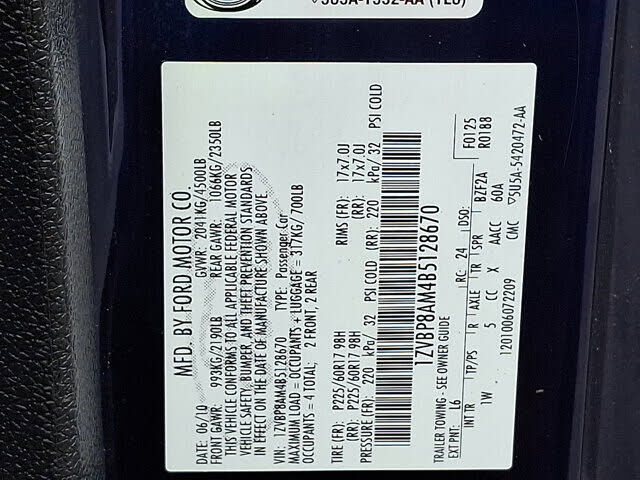 5U5A-1532-AA (TLO)
MFD. BY FORD MOTOR CO.
DATE: 06/10 GVWR: 2041KG/4500LB
FRONT GAWR: 993KG/2190LB REAR GAWR: 1066KG/2350LB
THIS VEHICLE CONFORMS TO ALL APPLICABLE FEDERAL MOTOR
VEHICLE SAFETY, BUMPER, AND THEFT PREVENTION STANDARDS
IN EFFECT ON THE DATE OF MANUFACTURE SHOWN ABOVE
VIN: 1ZVBP8AM4B5128670 TYPE: Passenger Car
MAXIMUM LOAD = OCCUPANTS + LUGGAGE = 317KG/ 700LB
OCCUPANTS = 4 TOTAL: 2 FRONT, 2 REAR
TIRE (FR): P225/60R17 98H RIMS (FR): 17x7.0J
(RR): P225/60R17 98H (RR): 17x7.0J
PRESSURE (FR): 220 kPa/ 32 PSI COLD (RR): 220 kPa/ 32 PSI COLD
1ZVBP8AM4B5128670
TRAILER TOWING - SEE OWNER GUIDE
EXT PNT: L6 RC: 24 DSO: F0125
R0188
INT TR TP/PS R AXLE TR SPR BZF2A
1W 5 CC X AACC 60A
12010060722​09 CMC ▽5U5A-5420472-AA